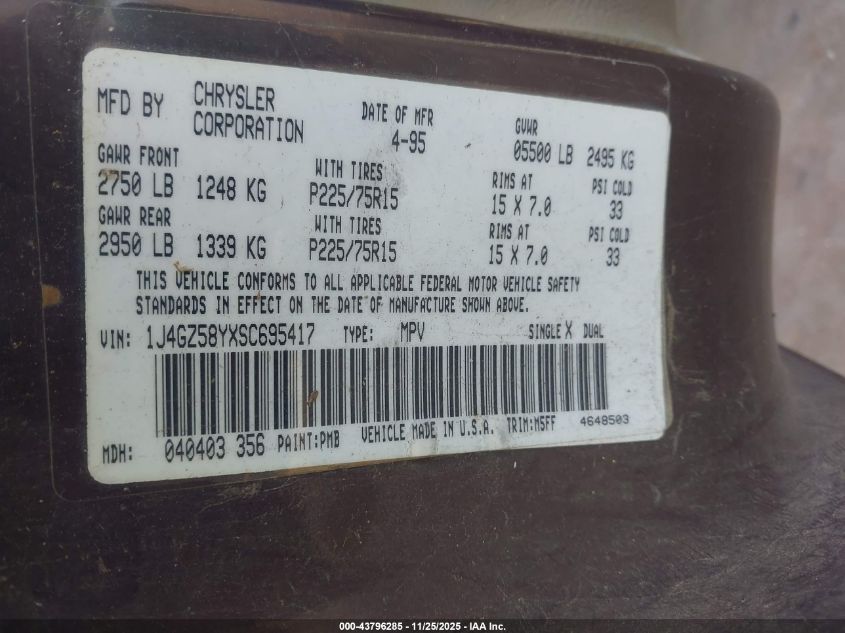 MFD BY CHRYSLER CORPORATION DATE OF MFR 4-95 GVWR 05500 LB 2495 KG
GAWR FRONT WITH TIRES RIMS AT PSI COLD
2750 LB 1248 KG P225/75R15 15 X 7.0 33
GAWR REAR WITH TIRES RIMS AT PSI COLD
2950 LB 1339 KG P225/75R15 15 X 7.0 33
THIS VEHICLE CONFORMS TO ALL APPLICABLE FEDERAL MOTOR VEHICLE SAFETY
STANDARDS IN EFFECT ON THE DATE OF MANUFACTURE SHOWN ABOVE.
VIN: 1J4GZ58YXSC695417 TYPE: MPV SINGLE X DUAL
MDH: 040403 356 PAINT:PMB VEHICLE MADE IN U.S.A. TRIM:M5FF 4648503
000-43796285 - 11/25/2025 - IAA Inc.